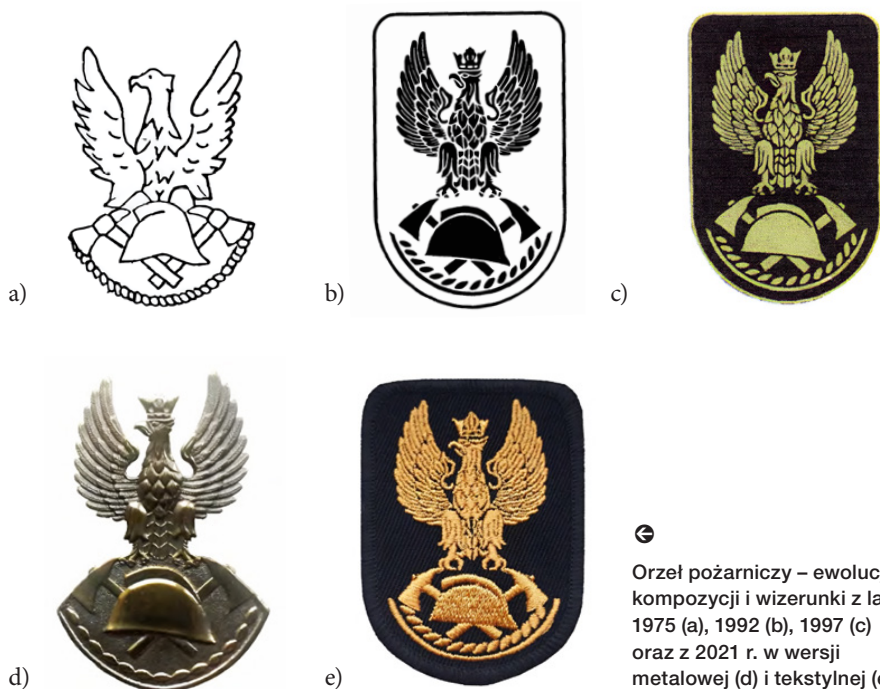 a)
b)
c)
d)
e)
Orzeł pożarniczy – ewoluc
kompozycji i wizerunki z la
1975 (a), 1992 (b), 1997 (c)
oraz z 2021 r. w wersji
metalowej (d) i tekstylnej (e